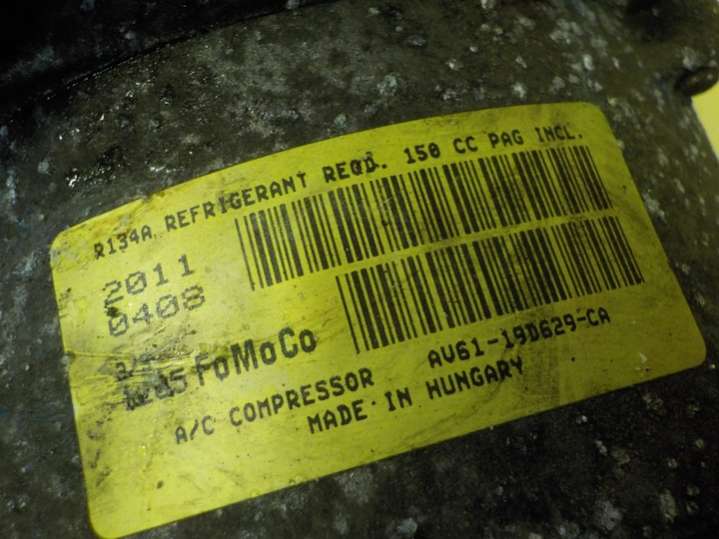 R134A REFRIGERANT REQD. 150 CC PAG INCL.
2011
0408
FoMoCo
AV61-19D629-CA
A/C COMPRESSOR
MADE IN HUNGARY